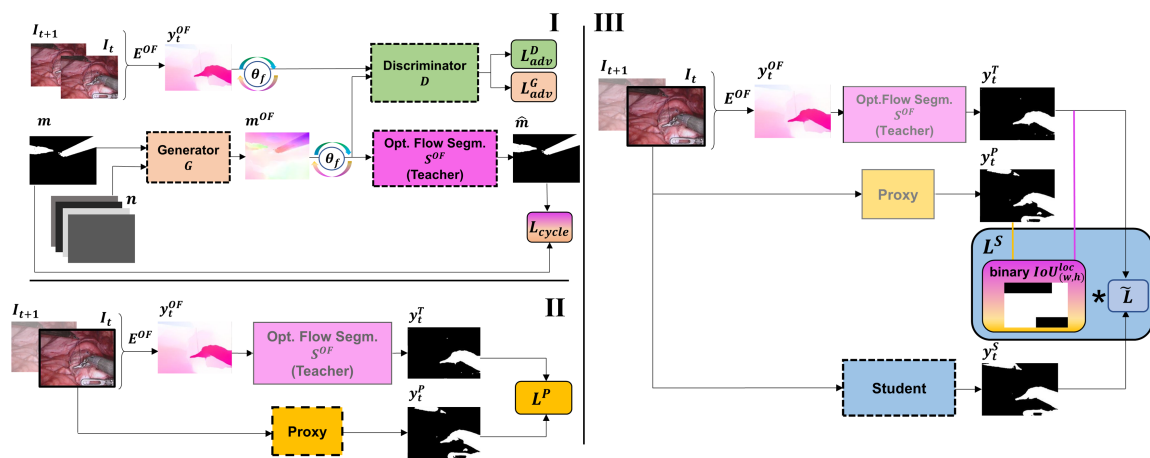 I
I_{t+1}
I_t
E^{OF}
y_t^{OF}
θ_f
Discriminator
D
L_{adv}^{D}
L_{adv}^{G}
m
Generator
G
m^{OF}
θ_f
Opt. Flow Segm.
S^{OF}
(Teacher)
m̂
n
L_{cycle}
II
I_{t+1}
I_t
E^{OF}
y_t^{OF}
Opt. Flow Segm.
S^{OF}
(Teacher)
y_t^T
y_t^P
L^P
Proxy
III
I_{t+1}
I_t
E^{OF}
y_t^{OF}
Opt.Flow Segm.
S^{OF}
(Teacher)
y_t^T
y_t^P
Proxy
L^S
binary IoU_{(w,h)}^{loc}
*
L̃
y_t^S
Student